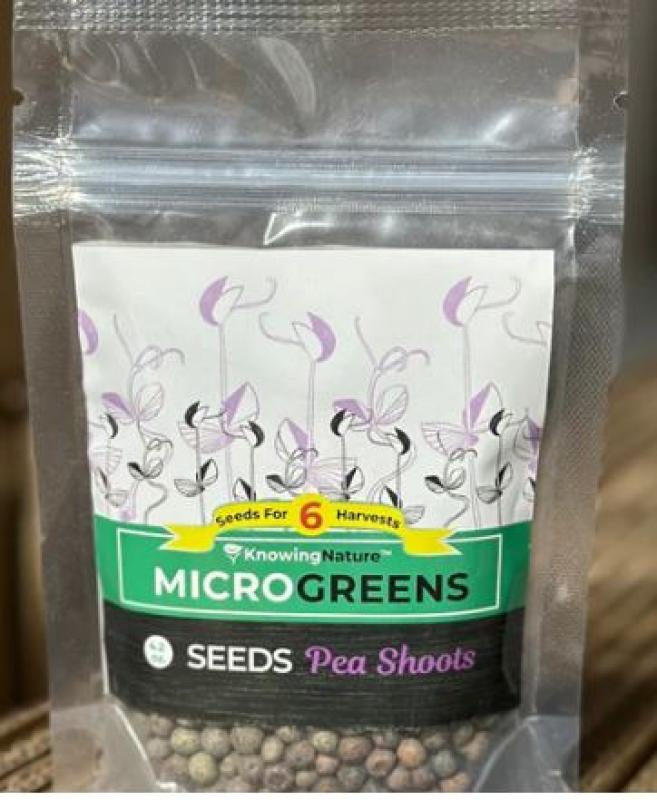 Seeds For 6 Harvests
KnowingNature™
MICROGREENS
SEEDS Pea Shoots